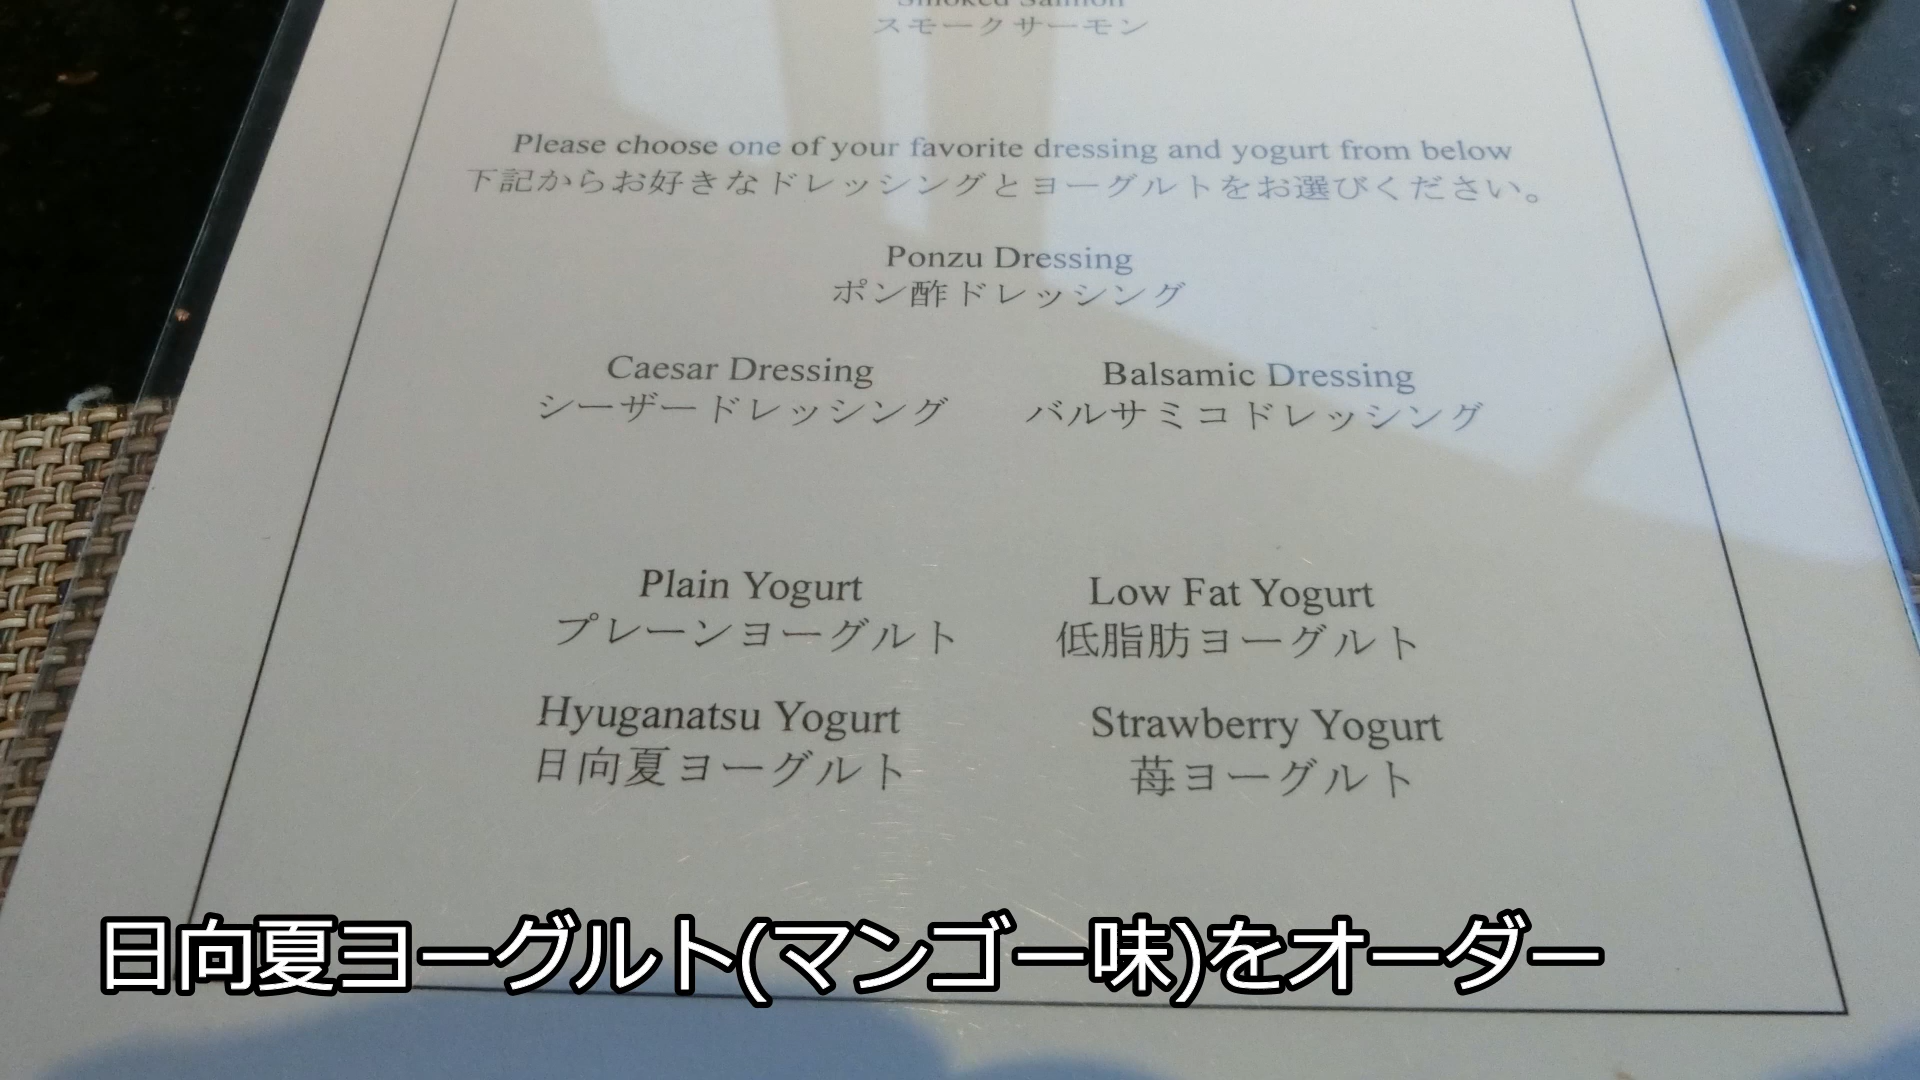 Smoked Salmon
スモークサーモン
Please choose one of your favorite dressing and yogurt from below
下記からお好きなドレッシングとヨーグルトをお選びください。
Ponzu Dressing
ポン酢ドレッシング
Caesar Dressing
シーザードレッシング
Balsamic Dressing
バルサミコドレッシング
Plain Yogurt
プレーンヨーグルト
Low Fat Yogurt
低脂肪ヨーグルト
Hyuganatsu Yogurt
日向夏ヨーグルト
Strawberry Yogurt
苺ヨーグルト
日向夏ヨーグルト(マンゴー味)をオーダー